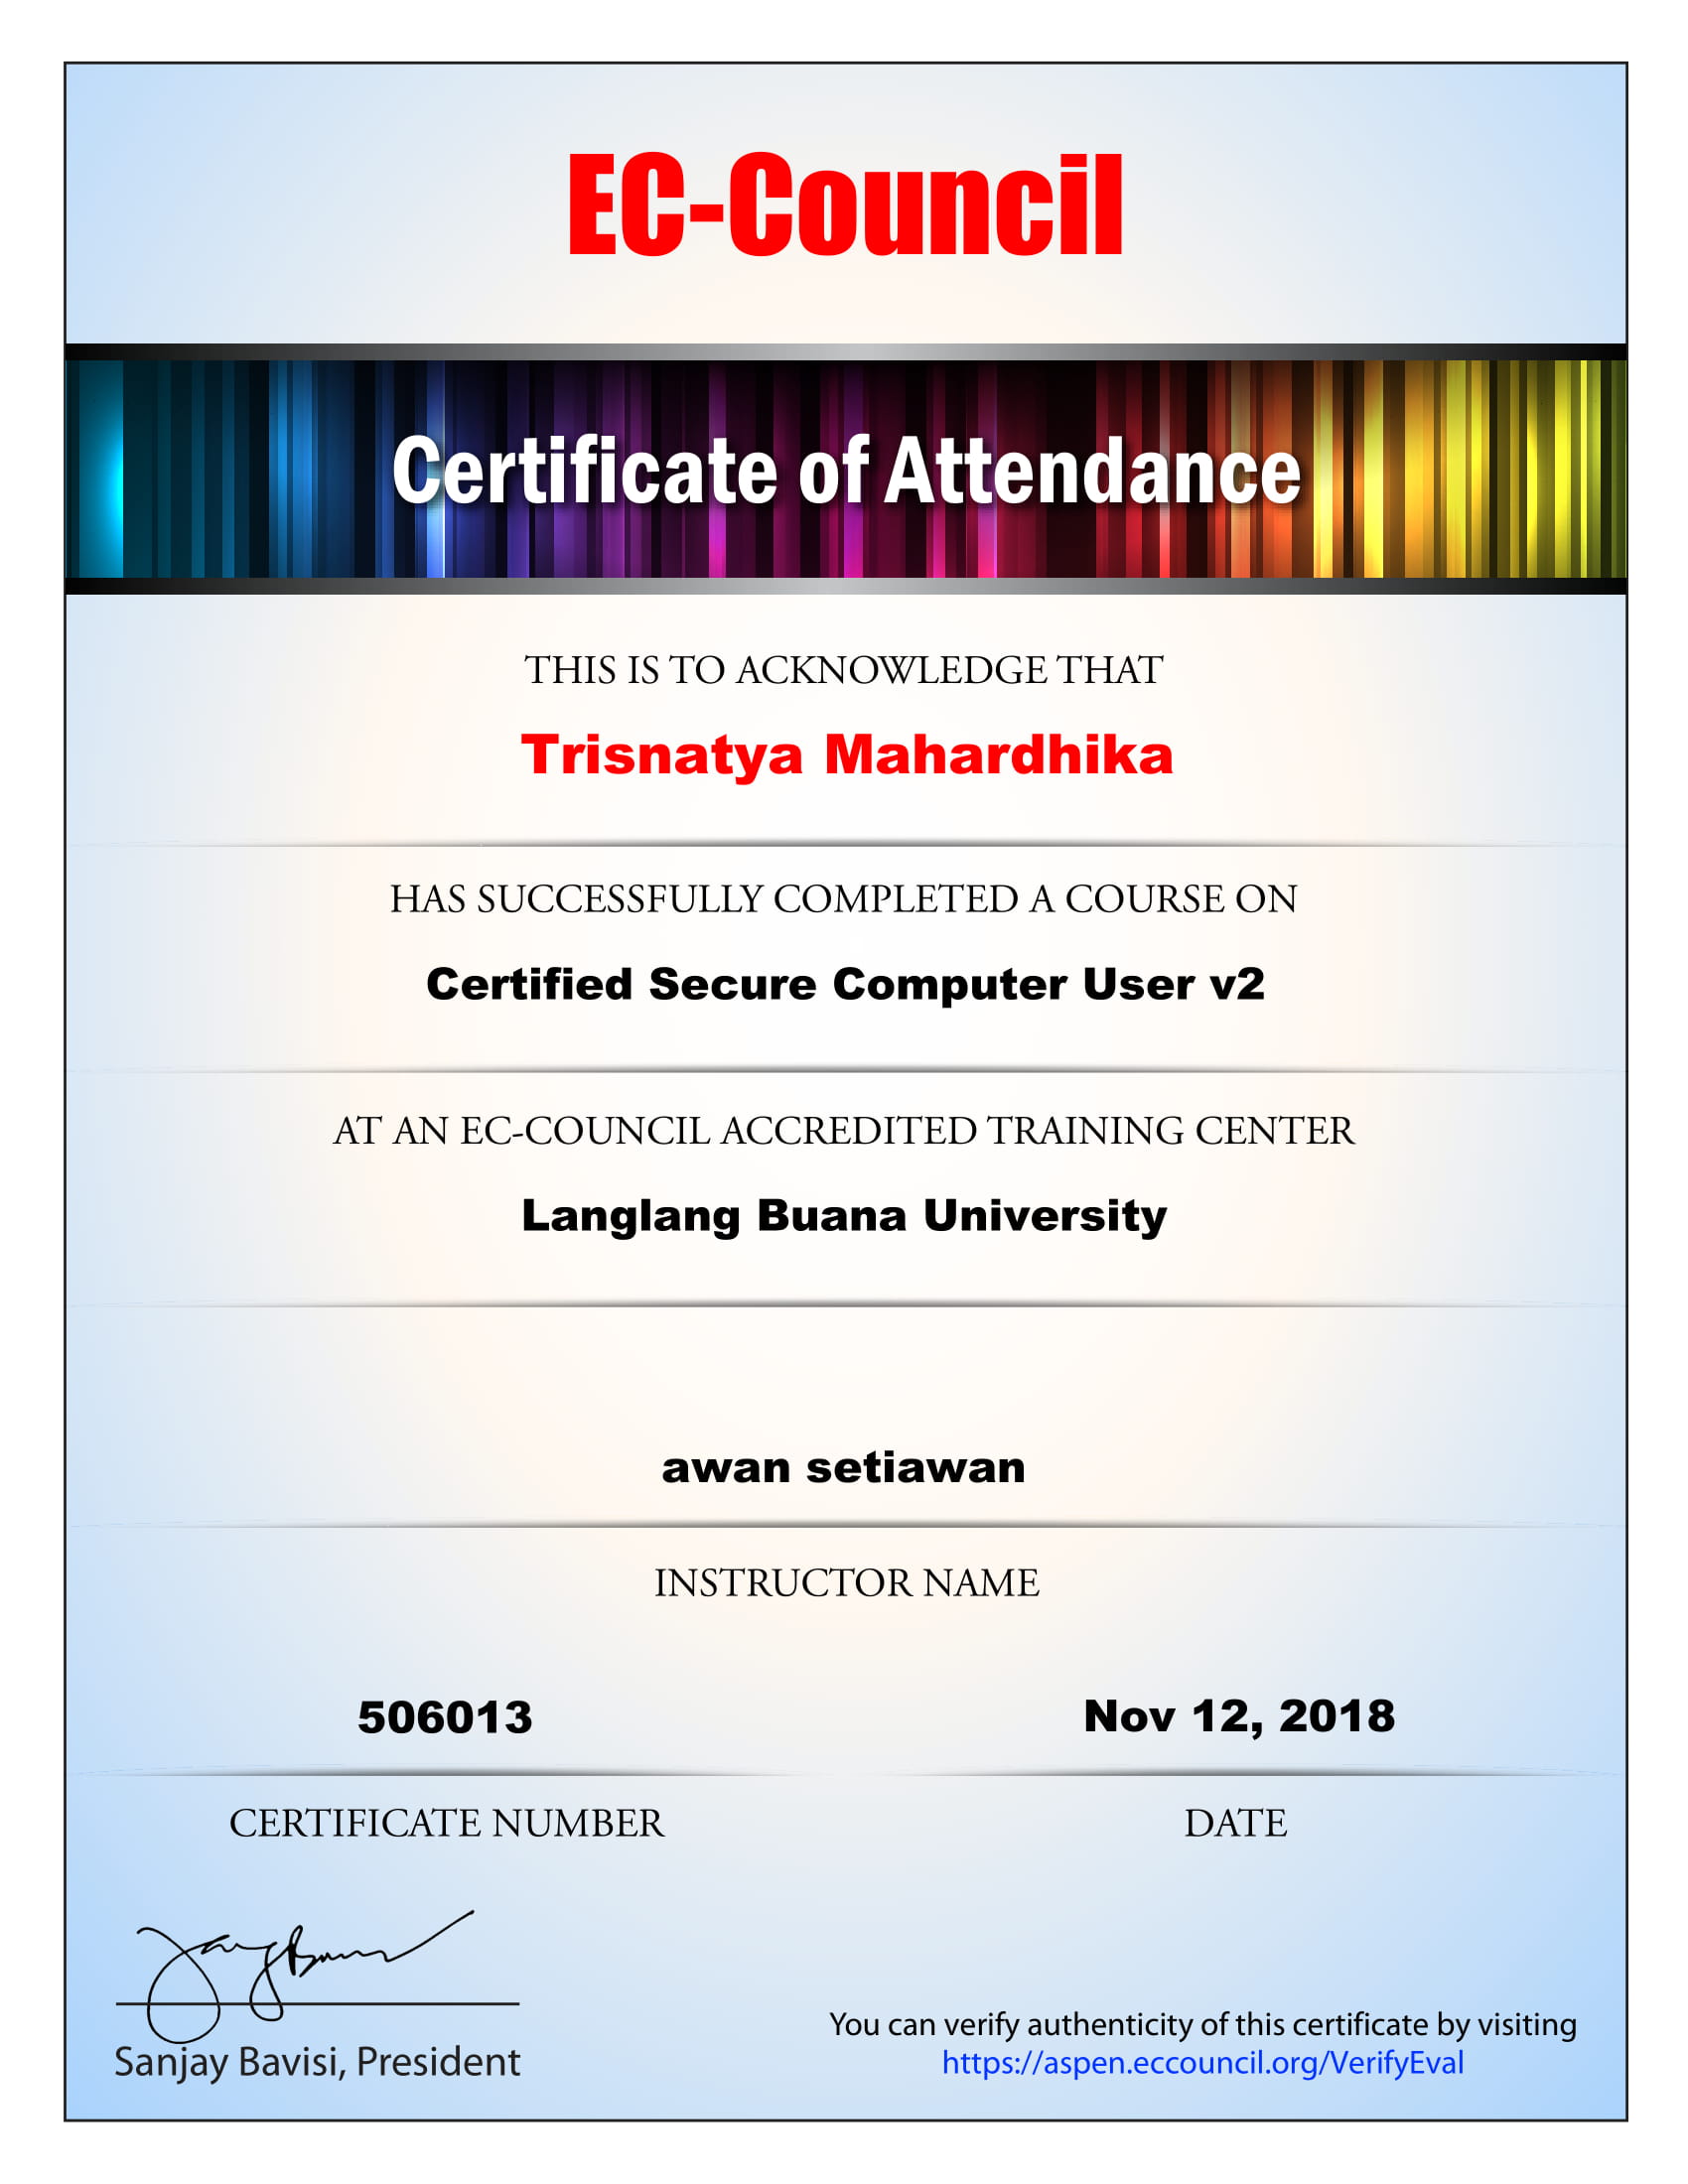 EC-Council
Certificate of Attendance
THIS IS TO ACKNOWLEDGE THAT
Trisnatya Mahardhika
HAS SUCCESSFULLY COMPLETED A COURSE ON
Certified Secure Computer User v2
AT AN EC-COUNCIL ACCREDITED TRAINING CENTER
Langlang Buana University
awan setiawan
INSTRUCTOR NAME
506013
CERTIFICATE NUMBER
Nov 12, 2018
DATE
Sanjay Bavisi, President
You can verify authenticity of this certificate by visiting
https://aspen.eccouncil.org/VerifyEval